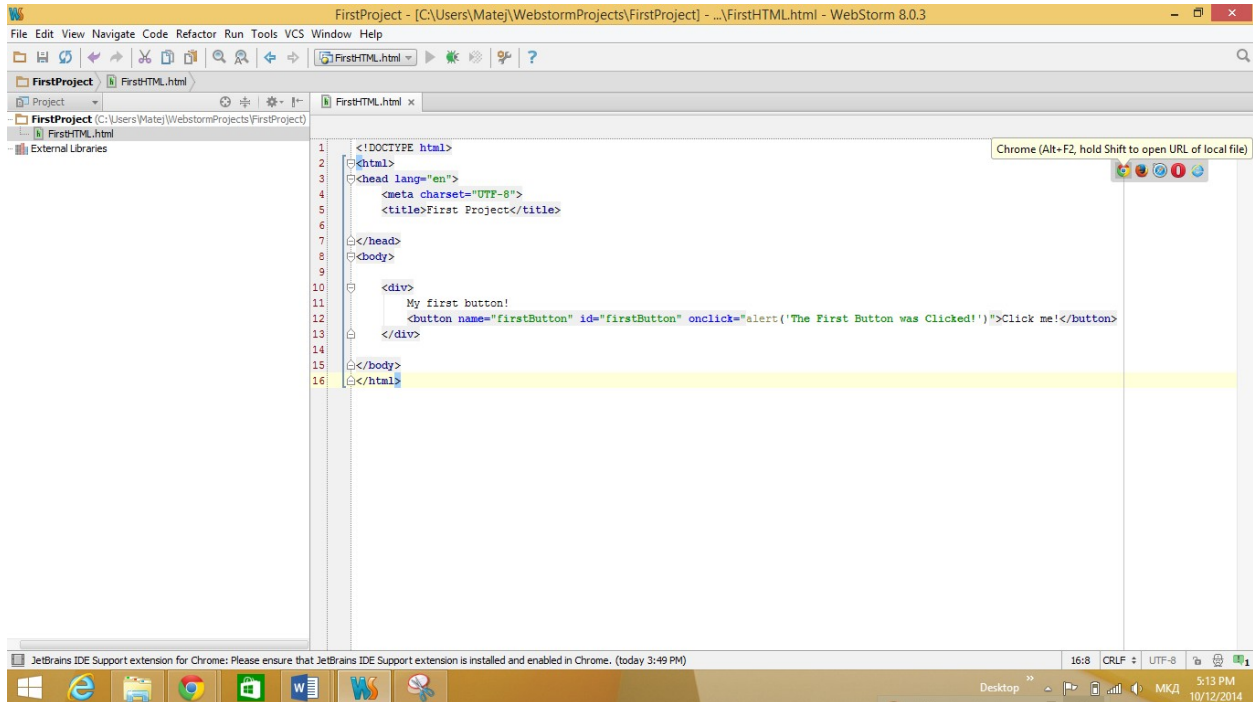 FirstProject - [C:\Users\Matej\WebstormProjects\FirstProject] - ...\FirstHTML.html - WebStorm 8.0.3
File Edit View Navigate Code Refactor Run Tools VCS Window Help
FirstHTML.html
FirstProject FirstHTML.html
Project
FirstHTML.html
FirstProject (C:\Users\Matej\WebstormProjects\FirstProject)
FirstHTML.html
External Libraries
Chrome (Alt+F2, hold Shift to open URL of local file)
1 <!DOCTYPE html>
2 <html>
3 <head lang="en">
4 <meta charset="UTF-8">
5 <title>First Project</title>
6
7 </head>
8 <body>
9
10 <div>
11 My first button!
12 <button name="firstButton" id="firstButton" onclick="alert('The First Button was Clicked!')">Click me!</button>
13 </div>
14
15 </body>
16 </html>
JetBrains IDE Support extension for Chrome: Please ensure that JetBrains IDE Support extension is installed and enabled in Chrome. (today 3:49 PM)
16:8 CRLF UTF-8 1
Desktop МКД 5:13 PM
10/12/2014